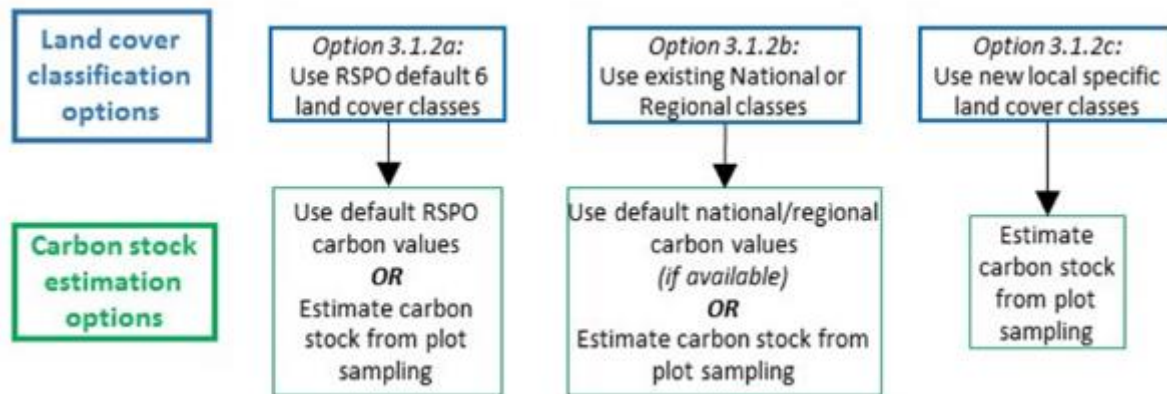 Land cover
classification
options
Option 3.1.2a:
Use RSPO default 6
land cover classes
Option 3.1.2b:
Use existing National or
Regional classes
Option 3.1.2c:
Use new local specific
land cover classes
Carbon stock
estimation
options
Use default RSPO
carbon values
OR
Estimate carbon
stock from plot
sampling
Use default national/regional
carbon values
(if available)
OR
Estimate carbon stock from
plot sampling
Estimate
carbon stock
from plot
sampling